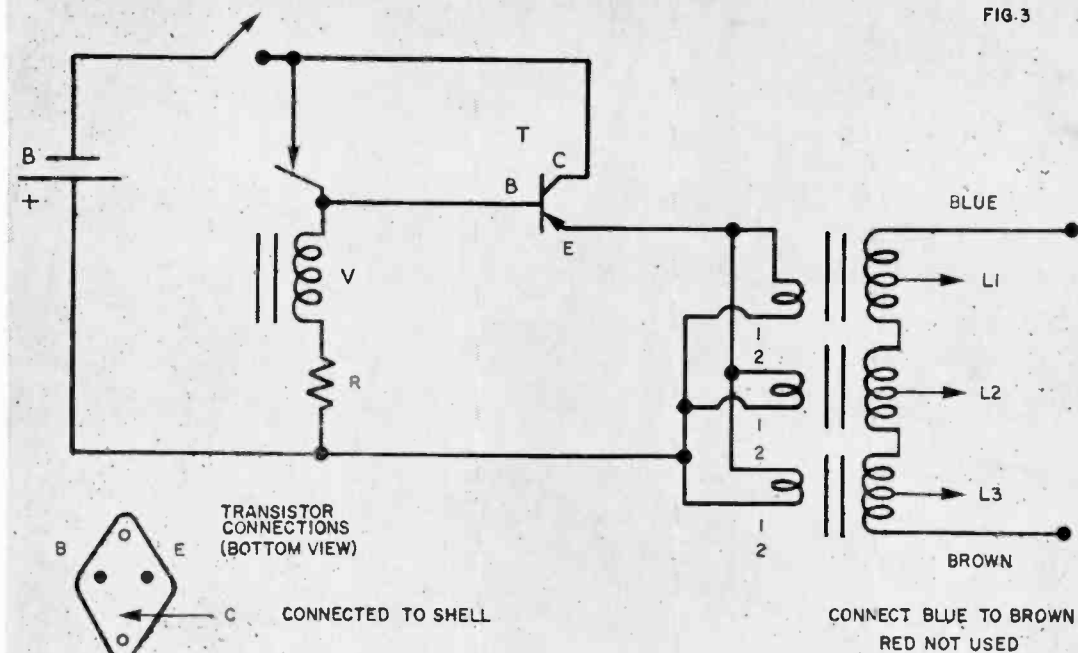 FIG.3
B
+
T
C
B
E
V
R
BLUE
L1
1
2
L2
1
2
L3
1
2
BROWN
TRANSISTOR
CONNECTIONS
(BOTTOM VIEW)
B
E
C
CONNECTED TO SHELL
CONNECT BLUE TO BROWN
RED NOT USED